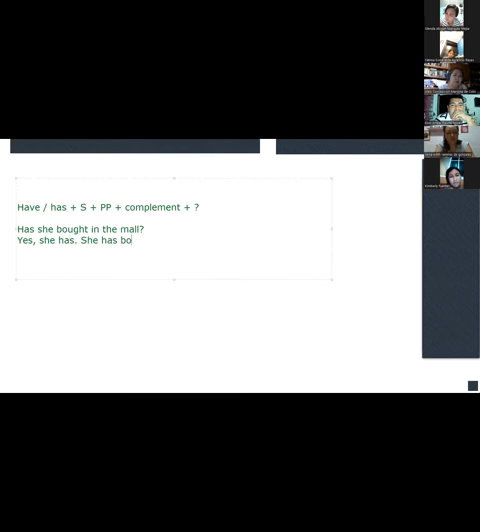 Have / has + S + PP + complement + ?
Has she bought in the mall?
Yes, she has. She has bo